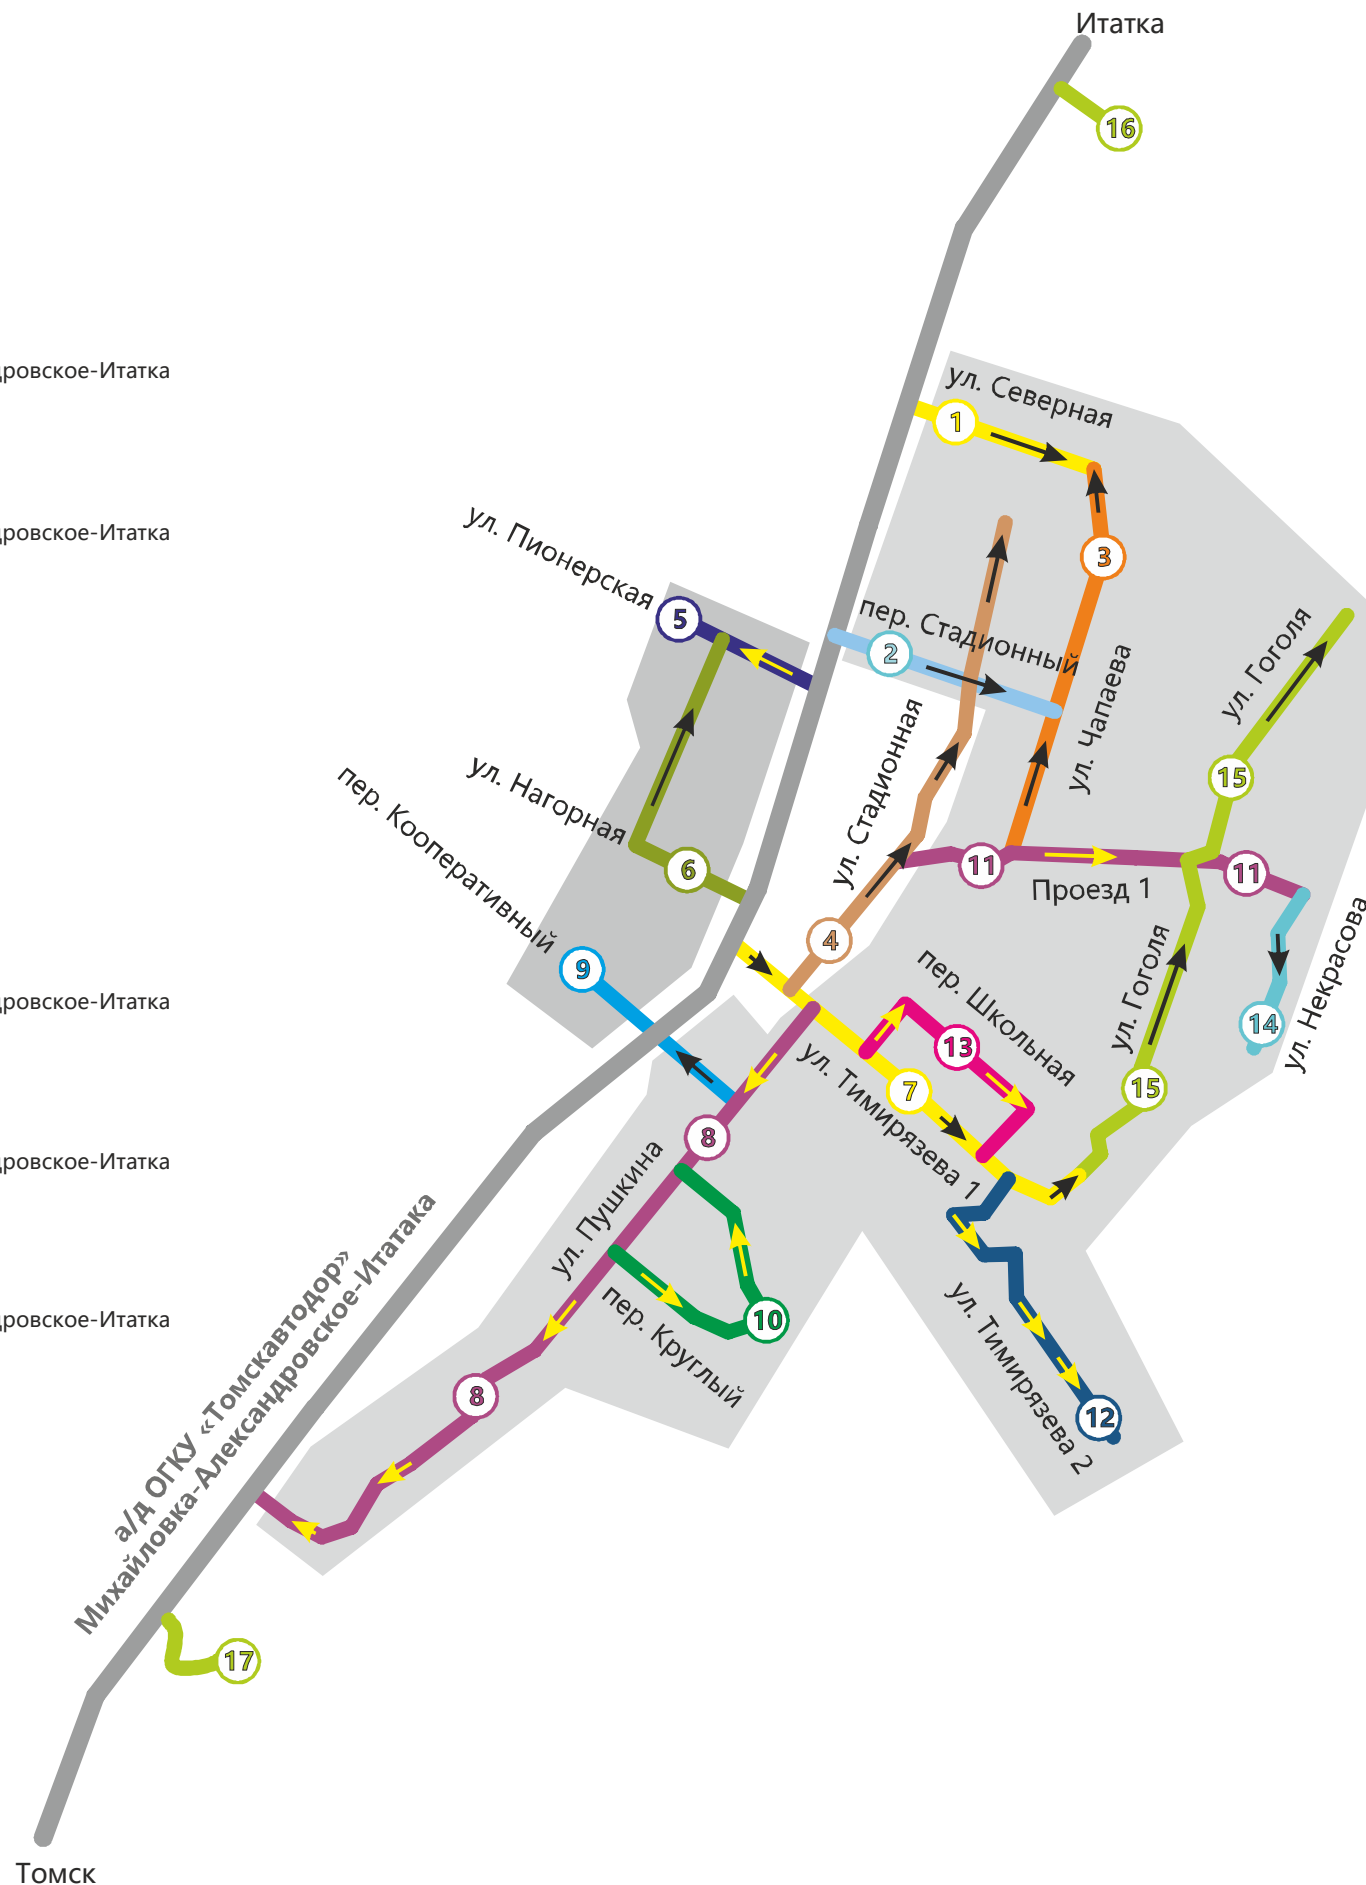 Итатка
16
дровское-Итатка
ул. Северная
1
дровское-Итатка
ул. Пионерская
3
5
пер. Стадионный
2
ул. Гоголя
ул. Чапаева
ул. Стадионная
15
ул. Нагорная
пер. Кооперативный
6
11
11
Проезд 1
4
9
ул. Некрасова
дровское-Итатка
пер. Школьная
ул. Гоголя
14
13
ул. Тимирязева 1
7
15
8
дровское-Итатка
ул. Пушкина
пер. Круглый
10
дровское-Итатка
ул. Тимирязева 2
12
8
а/д ОГКУ «Томскавтодор»
Михайловка-Александровское-Итатака
17
Томск